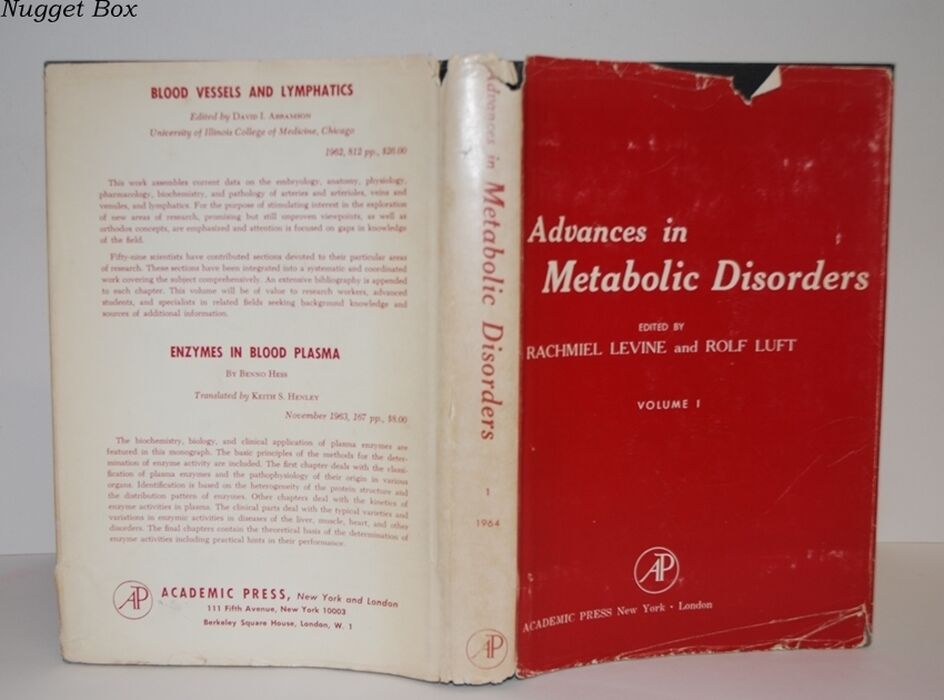 Nugget Box
BLOOD VESSELS AND LYMPHATICS
Edited by DAVID I. ABRAMSON
University of Illinois College of Medicine, Chicago
1962, 812 pp., $26.00
This work assembles current data on the embryology, anatomy, physiology,
pharmacology, biochemistry, and pathology of arteries and arterioles, veins and
venules, and lymphatics. For the purpose of stimulating interest in the exploration
of new areas of research, promising but still unproven viewpoints, as well as
orthodox concepts, are emphasized and attention is focused on gaps in knowledge
of the field.
Fifty-nine scientists have contributed sections devoted to their particular areas
of research. These sections have been integrated into a systematic and coordinated
work covering the subject comprehensively. An extensive bibliography is appended
to each chapter. This volume will be of value to research workers, advanced
students, and specialists in related fields seeking background knowledge and
sources of additional information.
ENZYMES IN BLOOD PLASMA
BY BENNO HESS
Translated by KEITH S. HENLEY
November 1963, 167 pp., $8.00
The biochemistry, biology, and clinical application of plasma enzymes are
featured in this monograph. The basic principles of the methods for the deter-
mination of enzyme activity are included. The first chapter deals with the classi-
fication of plasma enzymes and the pathophysiology of their origin in various
organs. Identification is based on the heterogeneity of the protein structure and
the distribution pattern of enzymes. Other chapters deal with the kinetics of
enzyme activities in plasma. The clinical parts deal with the typical varieties and
variations in enzymic activities in diseases of the liver, muscle, heart, and other
disorders. The final chapters contain the theoretical basis of the determination of
enzyme activities including practical hints in their performance.
AP
ACADEMIC PRESS, New York and London
111 Fifth Avenue, New York 10003
Berkeley Square House, London, W. 1
Advances in Metabolic Disorders
1
1964
AP
Advances in
Metabolic Disorders
EDITED BY
RACHMIEL LEVINE and ROLF LUFT
VOLUME 1
AP
ACADEMIC PRESS New York · London